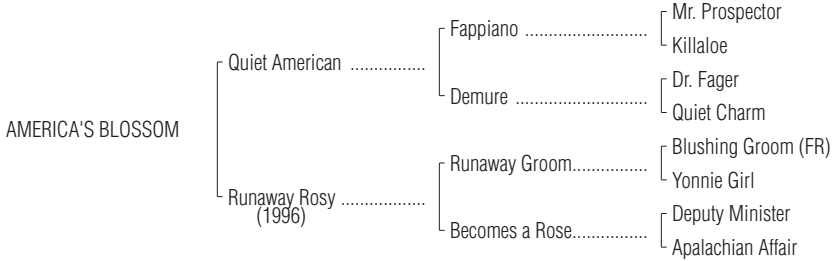 Mr. Prospector
Fappiano ..........................
Killaloe
Quiet American ................
Dr. Fager
Demure ............................
Quiet Charm
AMERICA'S BLOSSOM
Blushing Groom (FR)
Runaway Groom................
Yonnie Girl
Runaway Rosy ..................
(1996)
Deputy Minister
Becomes a Rose................
Apalachian Affair